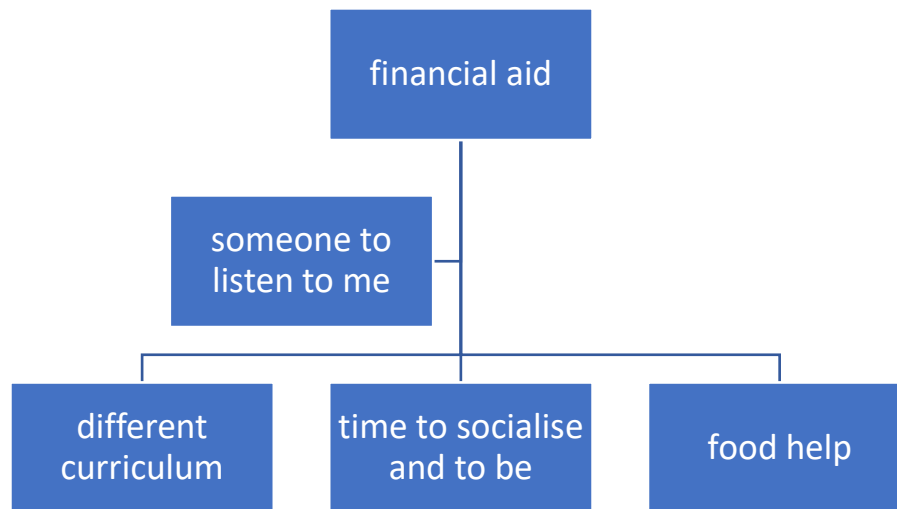 financial aid
someone to
listen to me
different
curriculum
time to socialise
and to be
food help